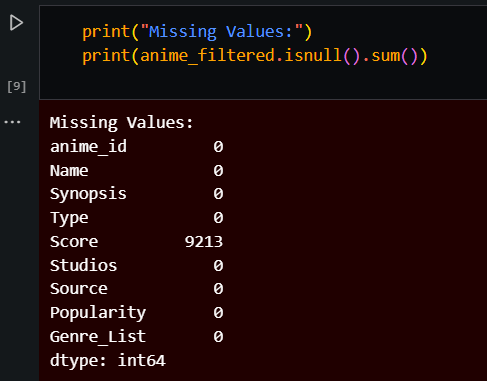 print("Missing Values:")
print(anime_filtered.isnull().sum())
[9]
...
Missing Values:
anime_id 0
Name 0
Synopsis 0
Type 0
Score 9213
Studios 0
Source 0
Popularity 0
Genre_List 0
dtype: int64